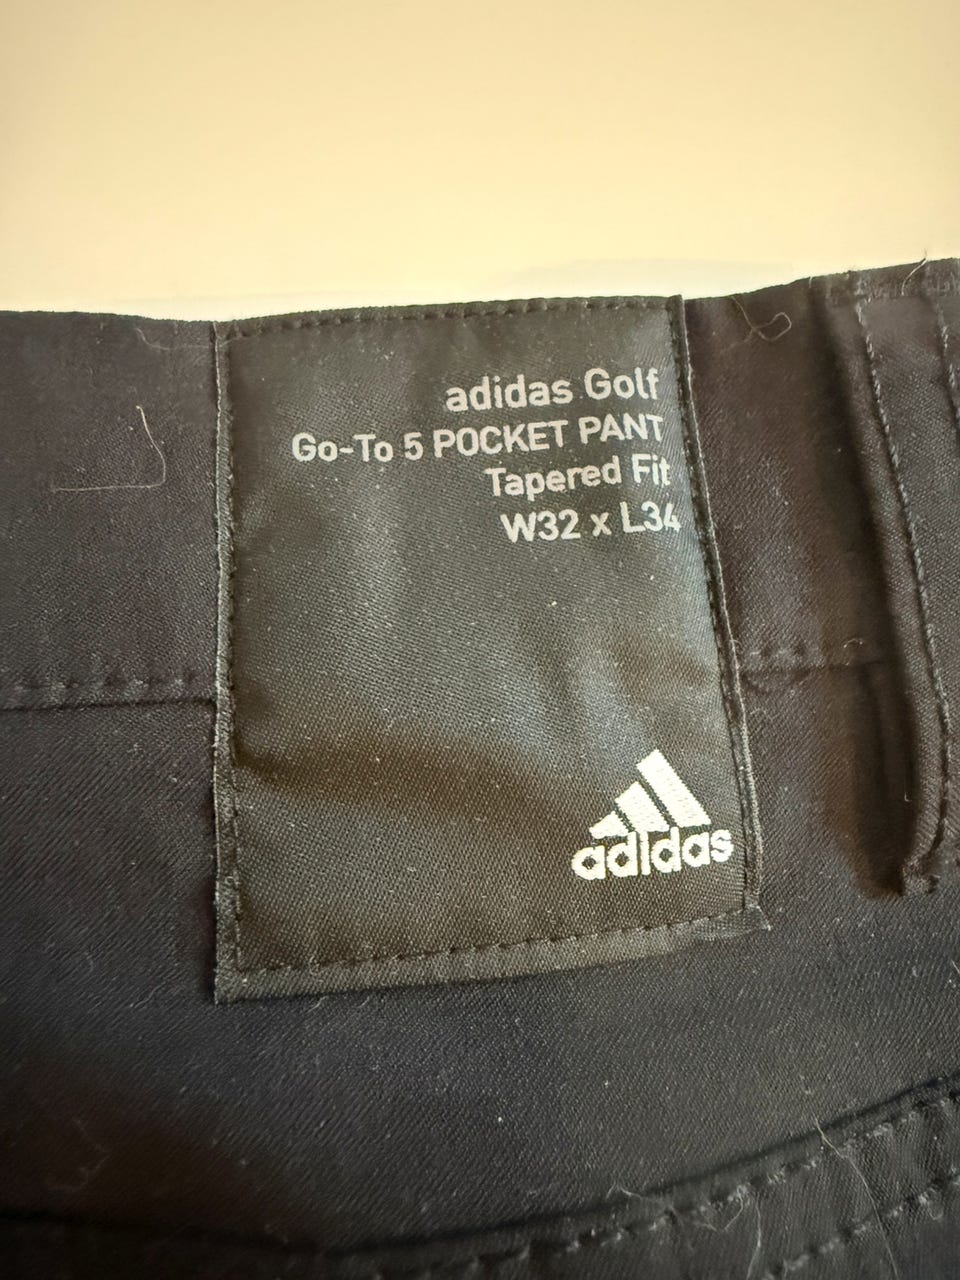 adidas Golf
Go-To 5 POCKET PANT
Tapered Fit
W32 x L34
adidas